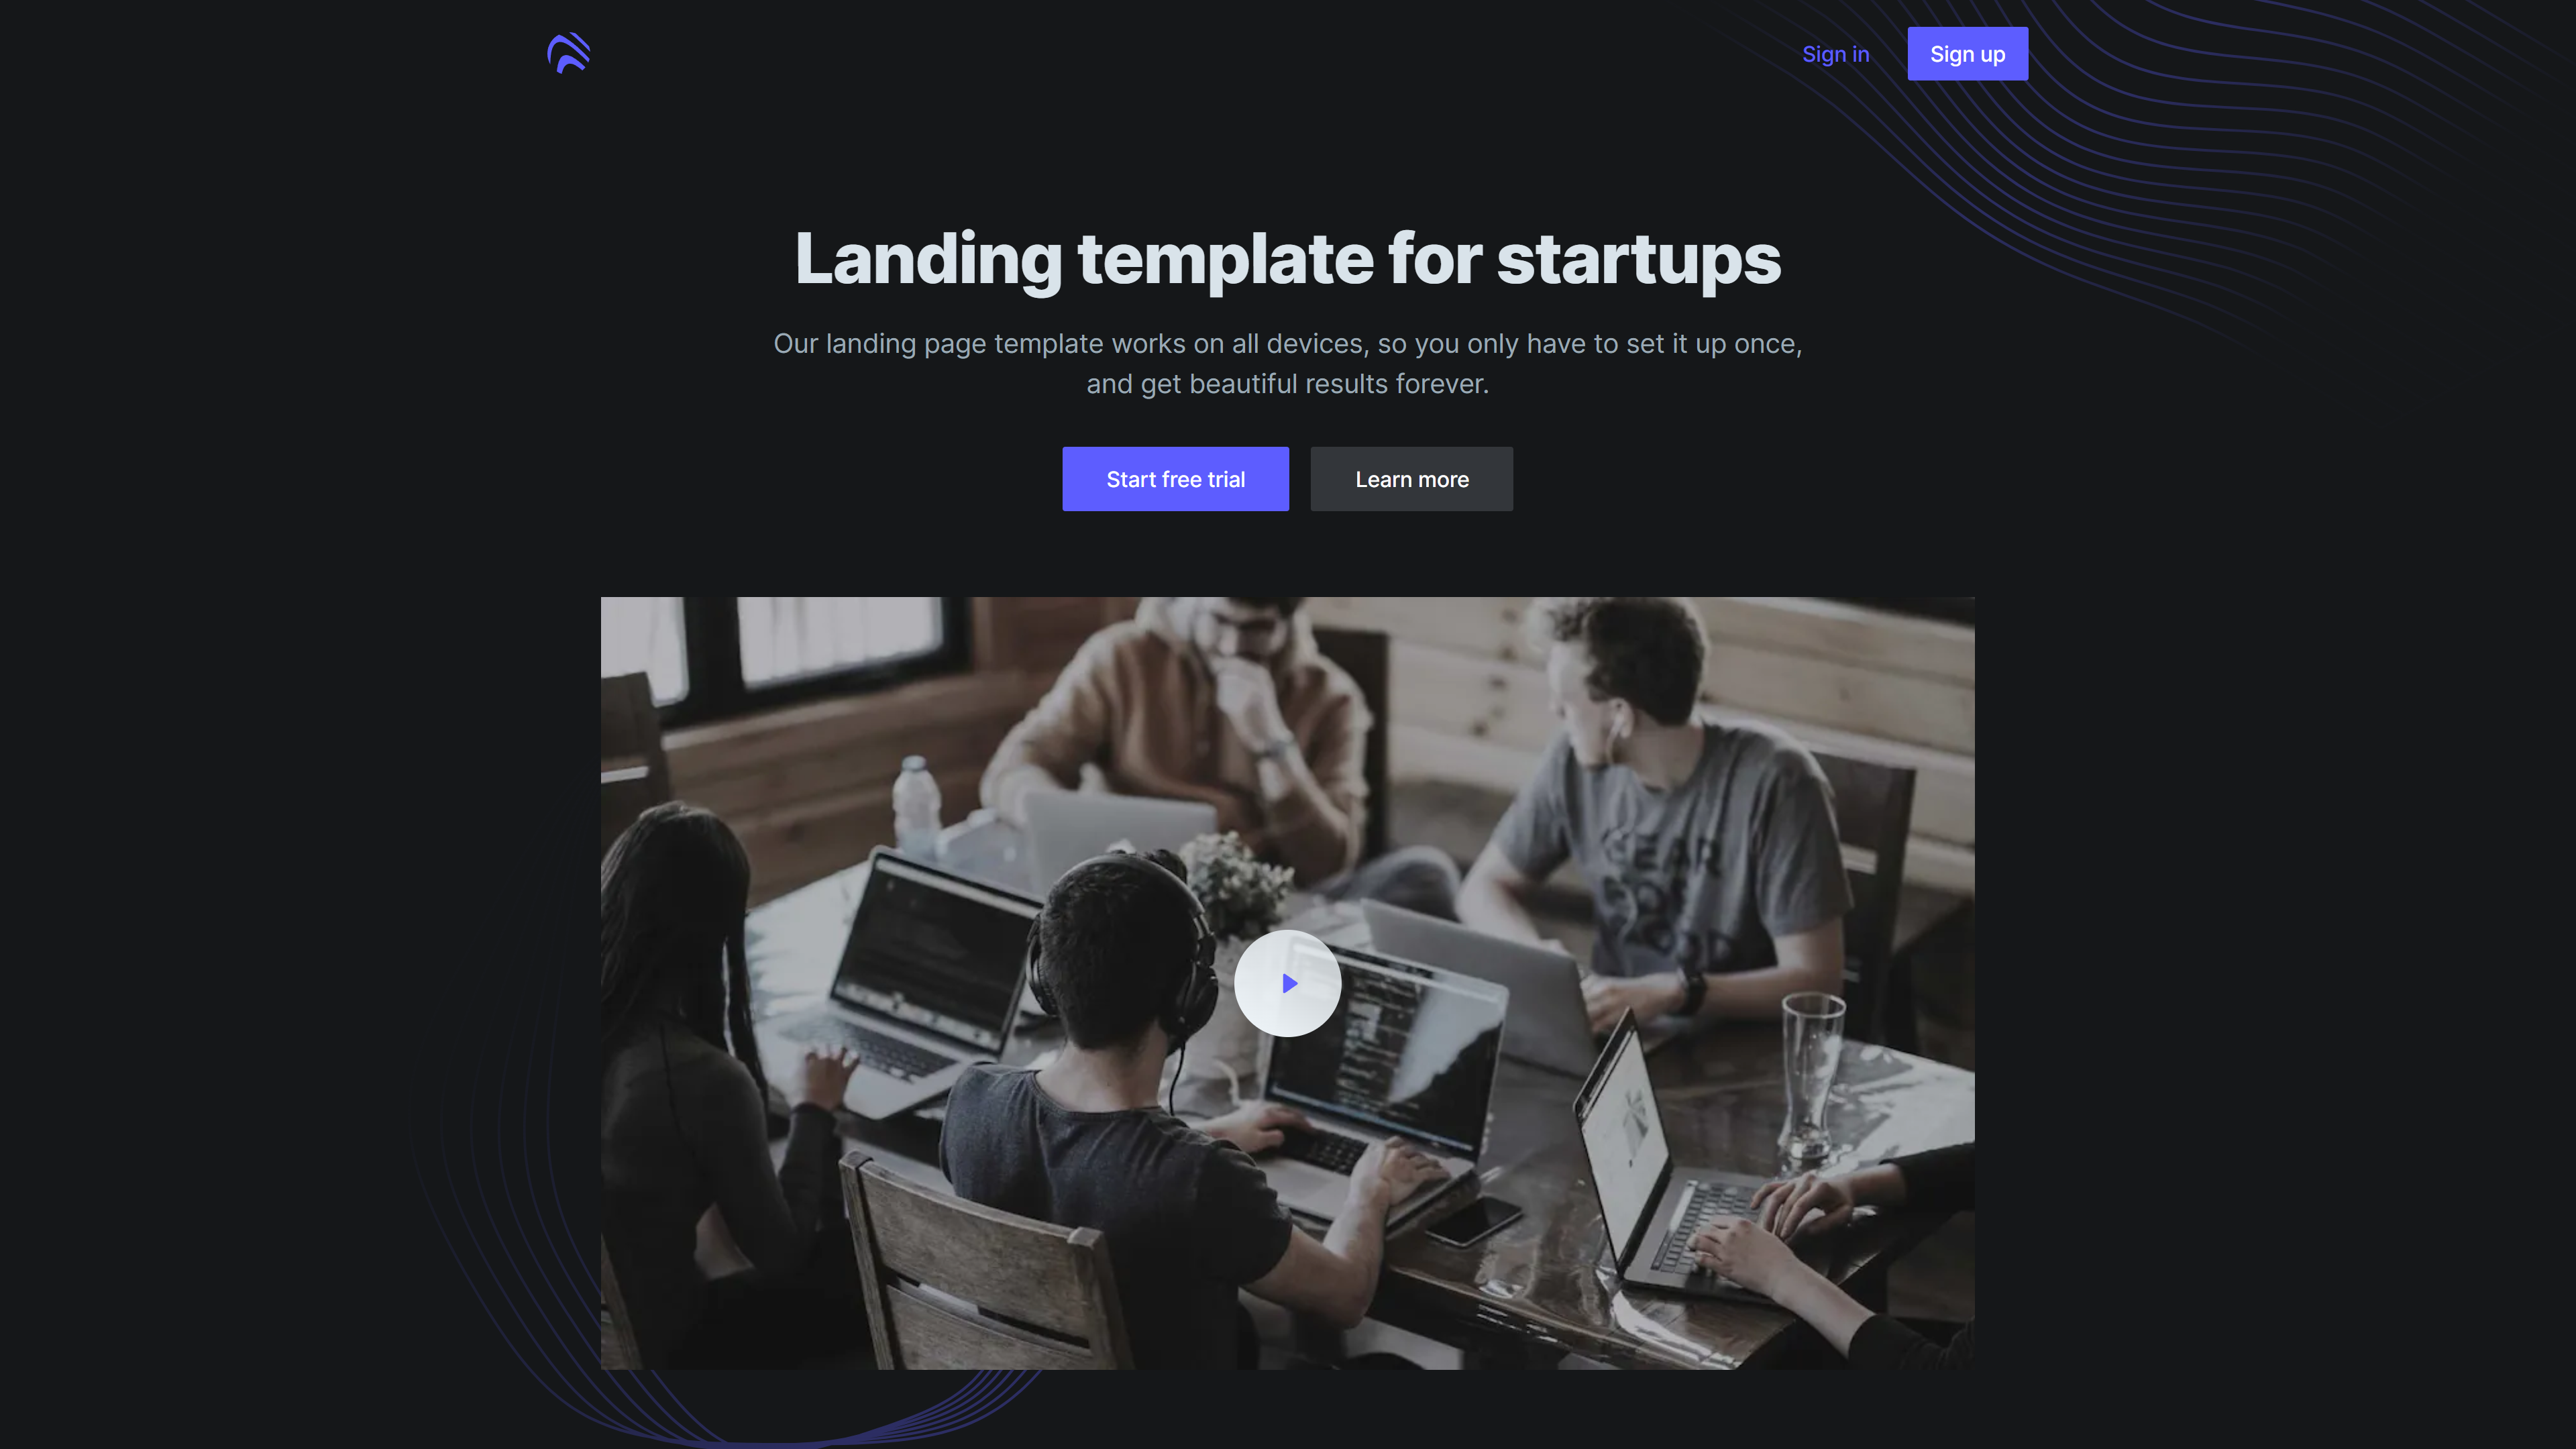 Sign in
Sign up
Landing template for startups
Our landing page template works on all devices, so you only have to set it up once,
and get beautiful results forever.
Start free trial
Learn more